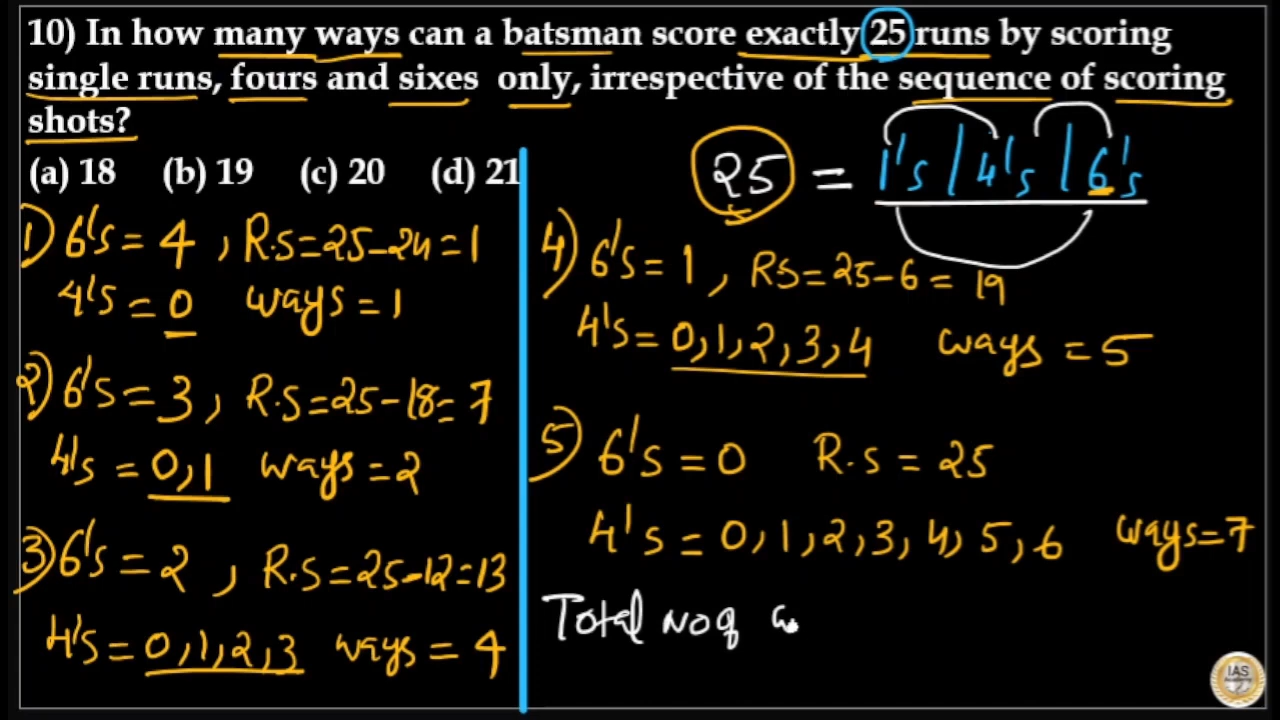 10) In how many ways can a batsman score exactly 25 runs by scoring
single runs, fours and sixes only, irrespective of the sequence of scoring
shots?
(a) 18 (b) 19 (c) 20 (d) 21
25 = 1's / 4's / 6's
1) 6's = 4 , R.S = 25 - 24 = 1
4's = 0 ways = 1
2) 6's = 3 , R.S = 25 - 18 = 7
4's = 0,1 ways = 2
3) 6's = 2 , R.S = 25 - 12 = 13
4's = 0,1,2,3 ways = 4
4) 6's = 1 , RS = 25 - 6 = 19
4's = 0,1,2,3,4 ways = 5
5) 6's = 0 R.S = 25
4's = 0,1,2,3,4,5,6 ways = 7
Total no of
IAS
Academy